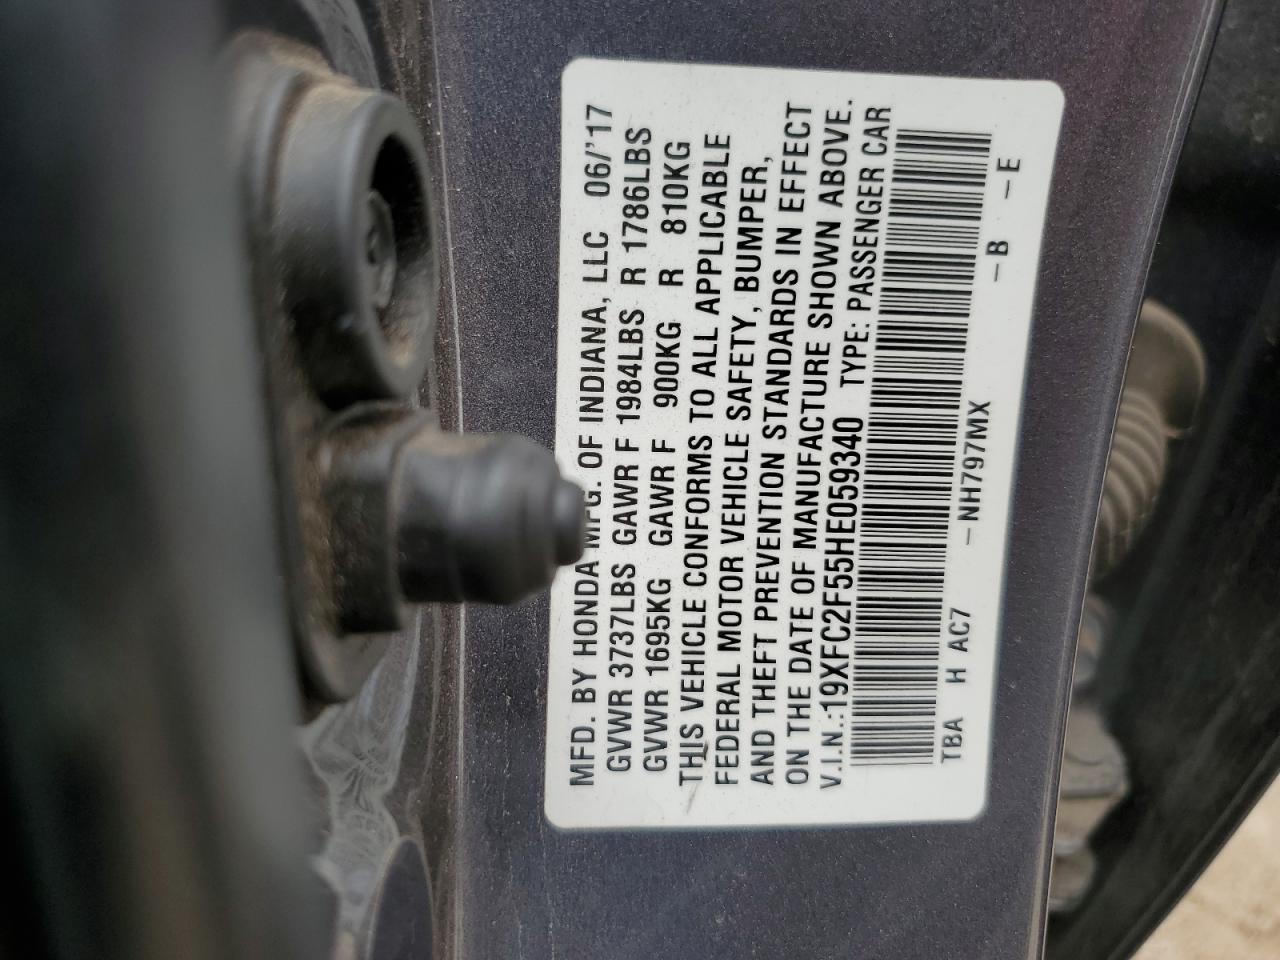 MFD. BY HONDA MFG. OF INDIANA, LLC 06/'17
GVWR 3737LBS GAWR F 1984LBS R 1786LBS
GVWR 1695KG GAWR F 900KG R 810KG
THIS VEHICLE CONFORMS TO ALL APPLICABLE
FEDERAL MOTOR VEHICLE SAFETY, BUMPER,
AND THEFT PREVENTION STANDARDS IN EFFECT
ON THE DATE OF MANUFACTURE SHOWN ABOVE.
V.I.N.:19XFC2F55HE059340 TYPE: PASSENGER CAR
TBA H AC7 – NH797MX – B – E